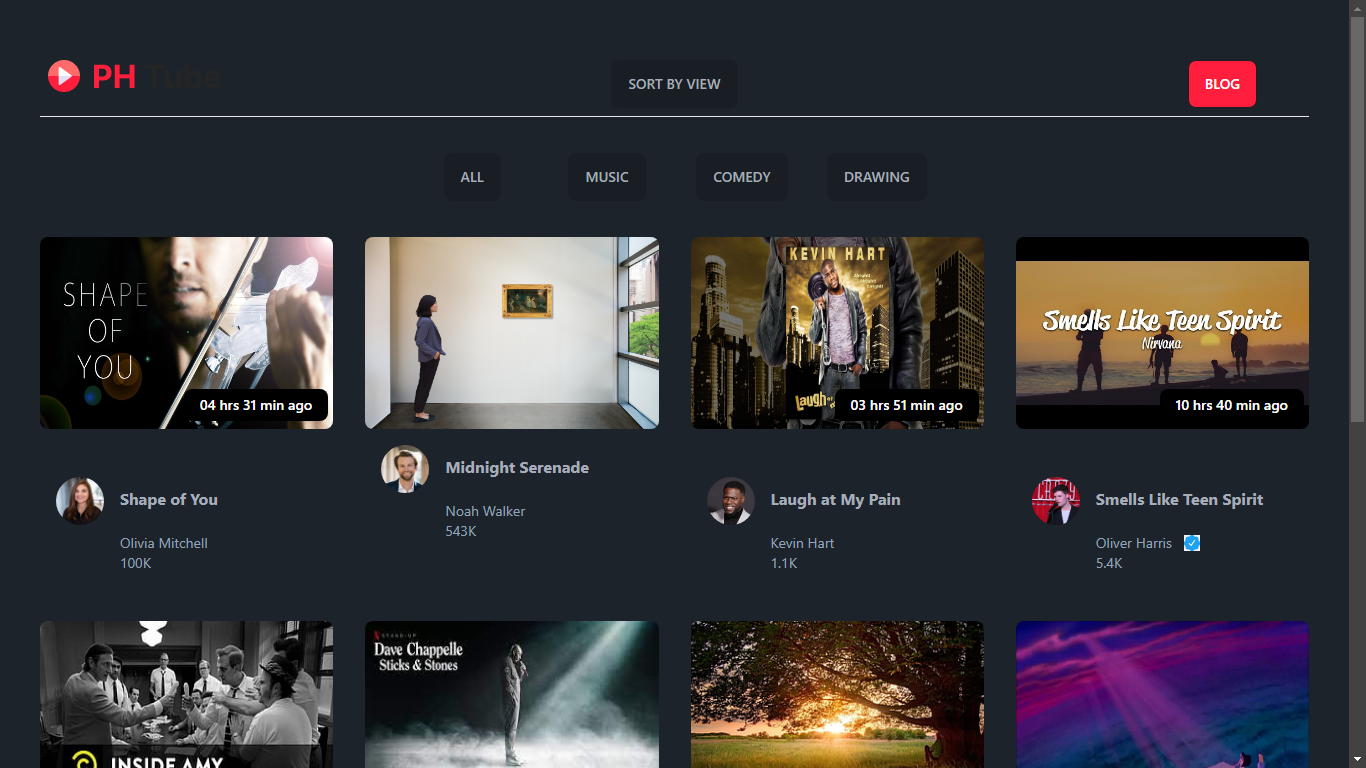 PH Tube
SORT BY VIEW
BLOG
ALL
MUSIC
COMEDY
DRAWING
SHAPE
OF
YOU
04 hrs 31 min ago
KEVIN HART
Laugh
03 hrs 51 min ago
Smells Like Teen Spirit
Nirvana
10 hrs 40 min ago
Shape of You
Olivia Mitchell
100K
Midnight Serenade
Noah Walker
543K
Laugh at My Pain
Kevin Hart
1.1K
Smells Like Teen Spirit
Oliver Harris
5.4K
INSIDE AMY
STAND-UP
Dave Chappelle
Sticks & Stones